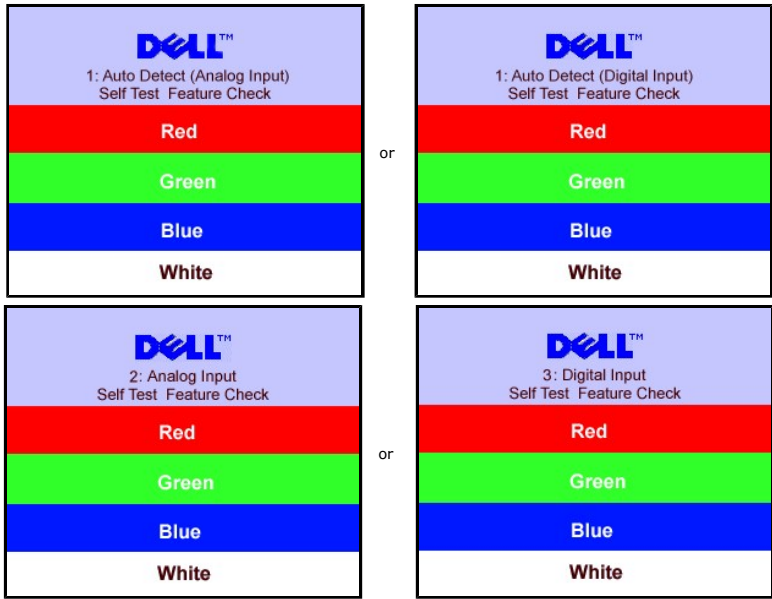 DELL™
1: Auto Detect (Analog Input)
Self Test Feature Check
Red
Green
Blue
White
or
DELL™
1: Auto Detect (Digital Input)
Self Test Feature Check
Red
Green
Blue
White
DELL™
2: Analog Input
Self Test Feature Check
Red
Green
Blue
White
or
DELL™
3: Digital Input
Self Test Feature Check
Red
Green
Blue
White